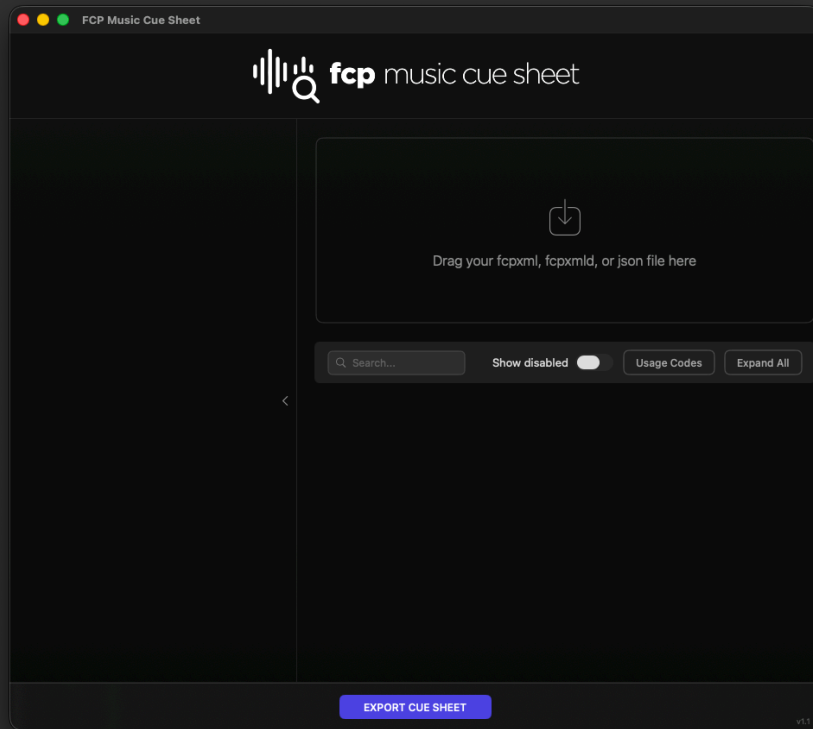 FCP Music Cue Sheet
fcp music cue sheet
Drag your fcpxml, fcpxmld, or json file here
Search...
Show disabled
Usage Codes
Expand All
EXPORT CUE SHEET
v1.1